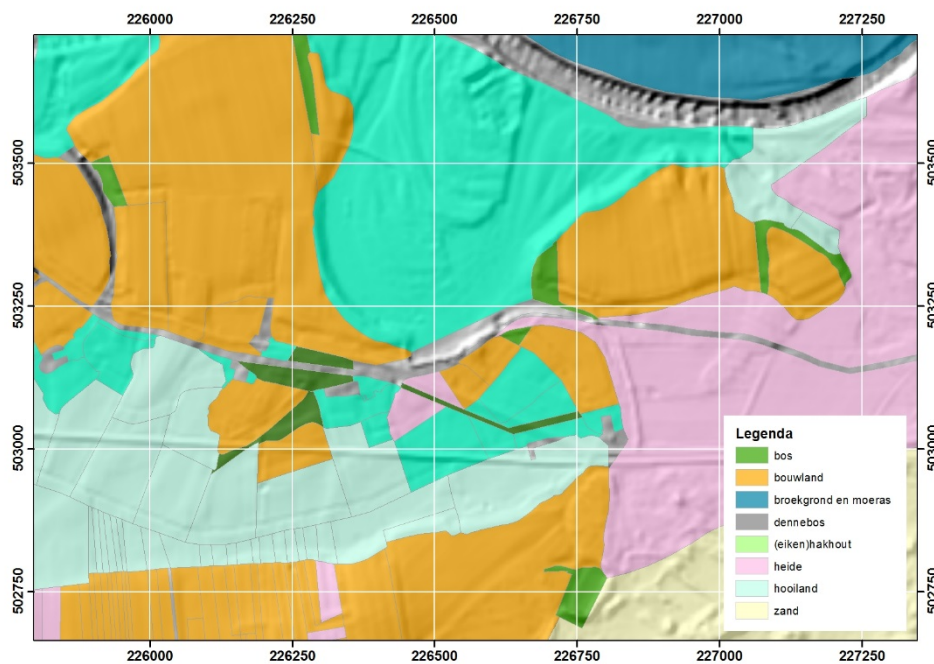 226000 226250 226500 226750 227000 227250
503500 503500
503250 503250
503000 503000
502750 502750
Legenda
bos
bouwland
broekgrond en moeras
dennebos
(eiken)hakhout
heide
hooiland
zand
226000 226250 226500 226750 227000 227250